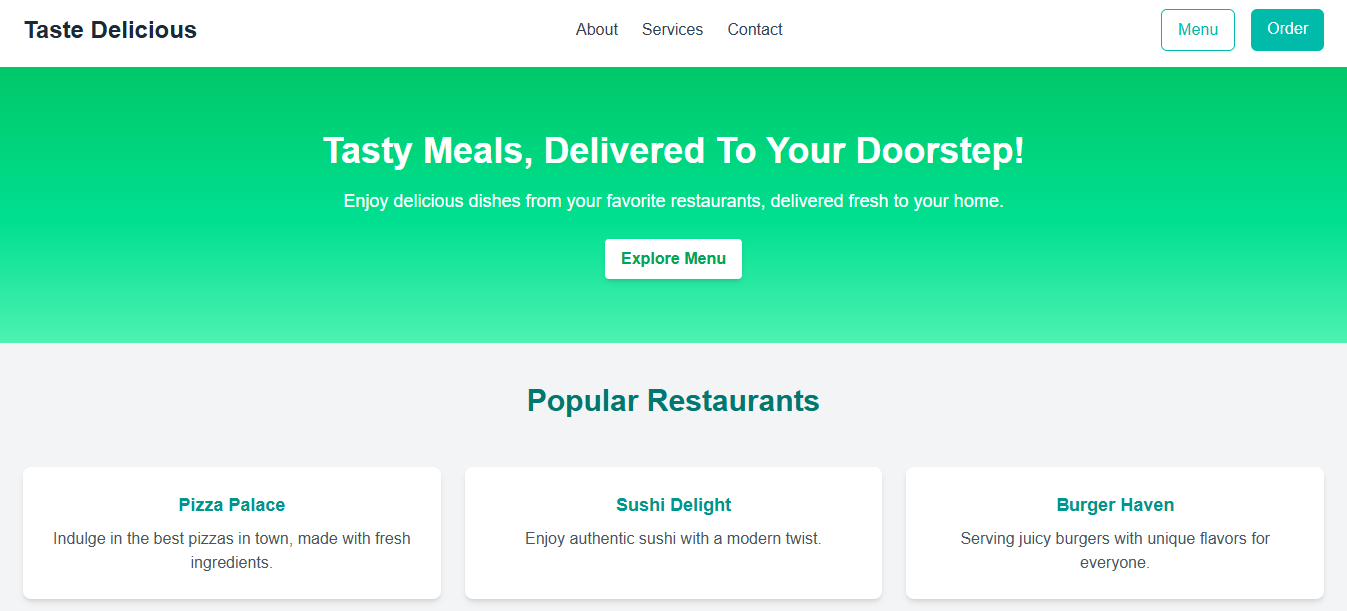 Taste Delicious
About Services Contact
Menu
Order
Tasty Meals, Delivered To Your Doorstep!
Enjoy delicious dishes from your favorite restaurants, delivered fresh to your home.
Explore Menu
Popular Restaurants
Pizza Palace
Indulge in the best pizzas in town, made with fresh
ingredients.
Sushi Delight
Enjoy authentic sushi with a modern twist.
Burger Haven
Serving juicy burgers with unique flavors for
everyone.